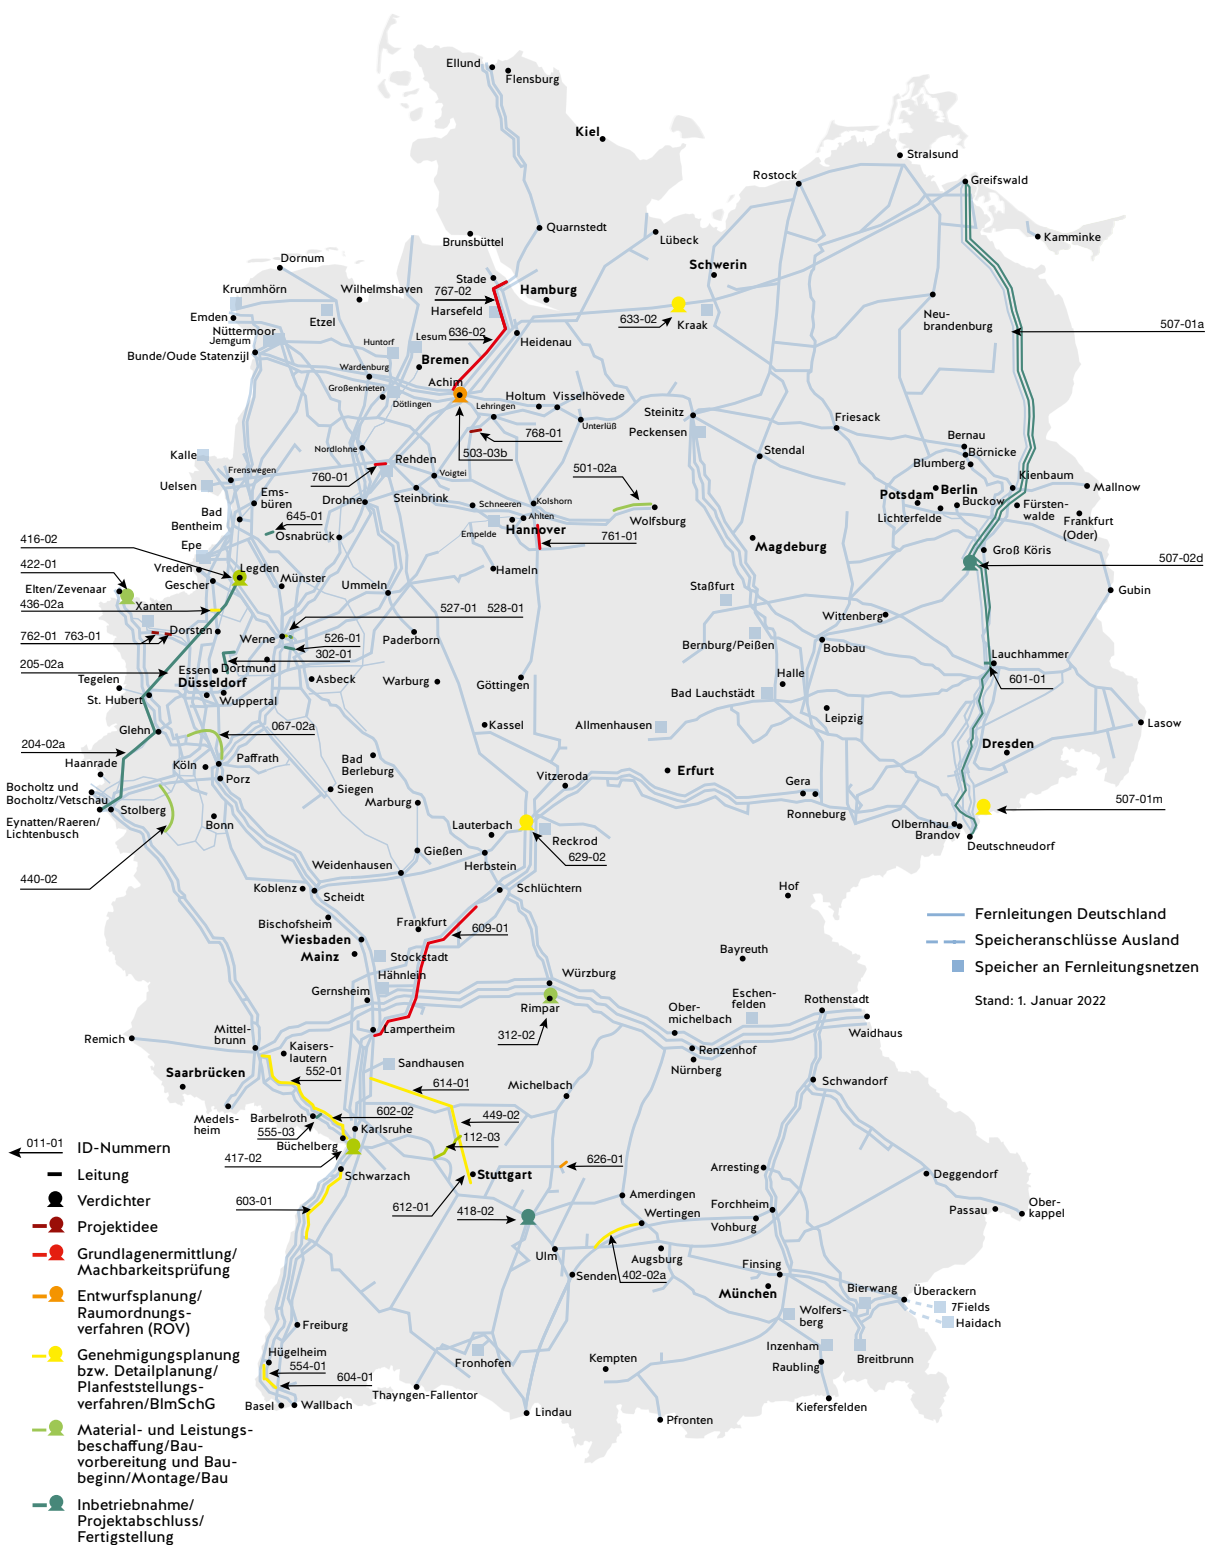 Ellund
Flensburg
Kiel
Stralsund
Rostock
Greifswald
Quarnstedt
Brunsbüttel
Lübeck
Kamminke
Dornum
Schwerin
Stade
Krummhörn
Wilhelmshaven
767-02
Hamburg
Harsefeld
Emden
Etzel
633-02
Kraak
Neu-
brandenburg
507-01a
Nüttermoor
Jemgum
Huntorf
Lesum
636-02
Heidenau
Bunde/Oude Statenzijl
Bremen
Wardenburg
Großenkneten
Achim
Dötlingen
Holtum
Visselhövede
Lehringen
Steinitz
Unterlüß
Friesack
Peckensen
768-01
Bernau
Nordlohne
503-03b
Stendal
Börnicke
Kalle
Rehden
Blumberg
Frenswegen
Voigtei
501-02a
Kienbaum
Uelsen
760-01
Mallnow
Ems-
büren
Drohne
Steinbrink
Schneeren
Kolshorn
Potsdam
Berlin
Buckow
Fürsten-
walde
Bad
Bentheim
645-01
Ahlten
Wolfsburg
Lichterfelde
Frankfurt
(Oder)
Osnabrück
Empelde
Hannover
761-01
416-02
Epe
Magdeburg
Groß Köris
422-01
Vreden
Legden
Hameln
507-02d
Gescher
Münster
Ummeln
Staßfurt
Elten/Zevenaar
Gubin
436-02a
Xanten
527-01
528-01
Wittenberg
762-01
763-01
Dorsten
Werne
Paderborn
526-01
Bernburg/Peißen
Bobbau
302-01
Lauchhammer
205-02a
Essen
Dortmund
Tegelen
Düsseldorf
Asbeck
Warburg
Göttingen
Halle
601-01
St. Hubert
Wuppertal
Bad Lauchstädt
Leipzig
Glehn
067-02a
Kassel
Allmenhausen
Lasow
204-02a
Dresden
Haanrade
Köln
Paffrath
Bad
Berleburg
Erfurt
Porz
Vitzeroda
Gera
Bocholtz und
Bocholtz/Vetschau
Siegen
Marburg
Ronneburg
507-01m
Stolberg
Eynatten/Raeren/
Lichtenbusch
Bonn
Lauterbach
Olbernhau
Brandov
Reckrod
Deutschneudorf
Gießen
629-02
Weidenhausen
Herbstein
440-02
Koblenz
Scheidt
Schlüchtern
Hof
Bischofsheim
Frankfurt
609-01
Fernleitungen Deutschland
Wiesbaden
Speicheranschlüsse Ausland
Mainz
Stockstadt
Bayreuth
Speicher an Fernleitungsnetzen
Hähnlein
Würzburg
Gernsheim
Eschen-
felden
Rothenstadt
Stand: 1. Januar 2022
Rimpar
Ober-
michelbach
Lampertheim
Waidhaus
Mittel-
brunn
312-02
Remich
Kaisers-
lautern
Renzenhof
Nürnberg
Sandhausen
Saarbrücken
552-01
614-01
Michelbach
Schwandorf
Medels-
heim
Barbelroth
602-02
449-02
555-03
Karlsruhe
011-01
ID-Nummern
Büchelberg
112-03
417-02
626-01
Arresting
Leitung
Schwarzach
Stuttgart
Deggendorf
Verdichter
603-01
612-01
Amerdingen
Forchheim
Ober-
kappel
Passau
Projektidee
418-02
Wertingen
Vohburg
Grundlagenermittlung/
Machbarkeitsprüfung
Ulm
Augsburg
Finsing
Senden
402-02a
Entwurfsplanung/
Raumordnungs-
verfahren (ROV)
München
Bierwang
Überackern
Wolfers-
berg
7Fields
Haidach
Freiburg
Genehmigungsplanung
bzw. Detailplanung/
Planfeststellungs-
verfahren/BImSchG
Hügelheim
Inzenham
Fronhofen
Kempten
Raubling
Breitbrunn
554-01
604-01
Thayngen-Fallentor
Basel
Wallbach
Lindau
Pfronten
Kiefersfelden
Material- und Leistungs-
beschaffung/Bau-
vorbereitung und Bau-
beginn/Montage/Bau
Inbetriebnahme/
Projektabschluss/
Fertigstellung